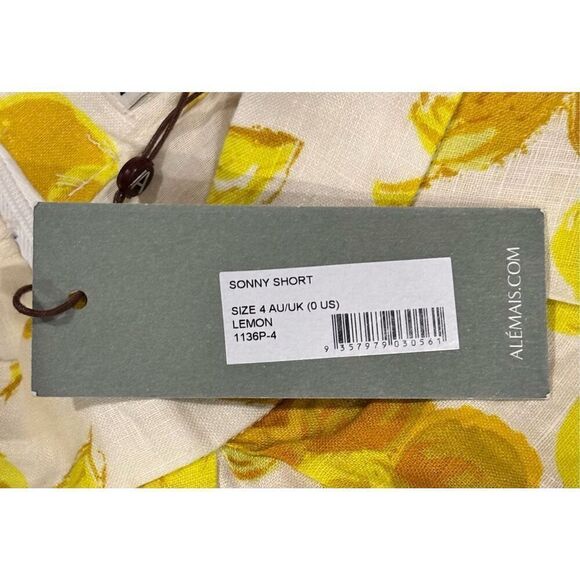 A
SONNY SHORT
SIZE 4 AU/UK (0 US)
LEMON
1136P-4
9 357979 030561
ALÉMAIS.COM